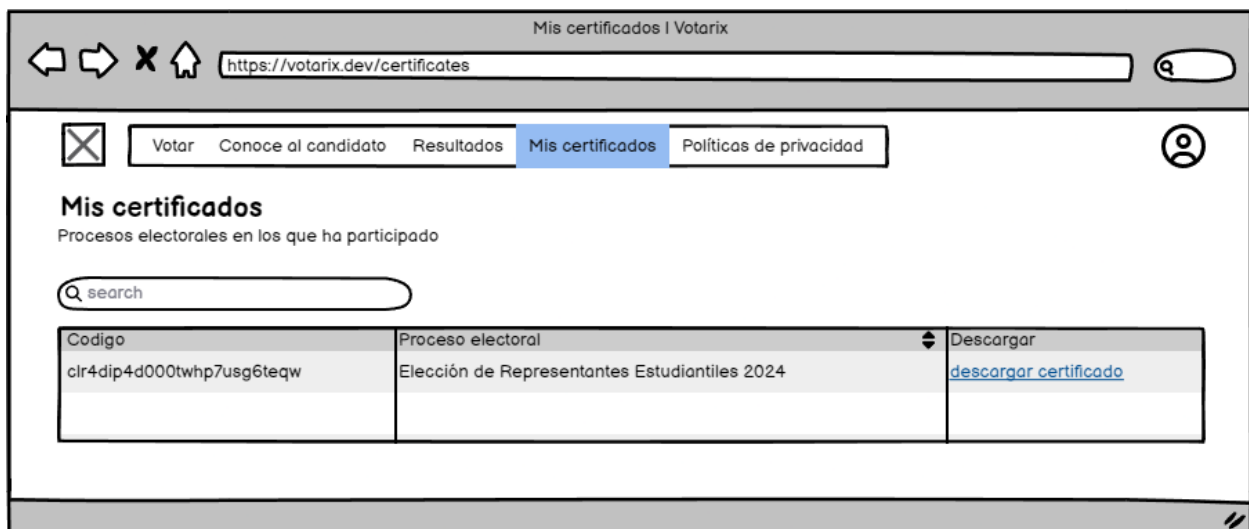 Mis certificados | Votarix
https://votarix.dev/certificates
Votar Conoce al candidato Resultados Mis certificados Políticas de privacidad
Mis certificados
Procesos electorales en los que ha participado
search
Codigo Proceso electoral Descargar
clr4dip4d000twhp7usg6teqw Elección de Representantes Estudiantiles 2024 descargar certificado